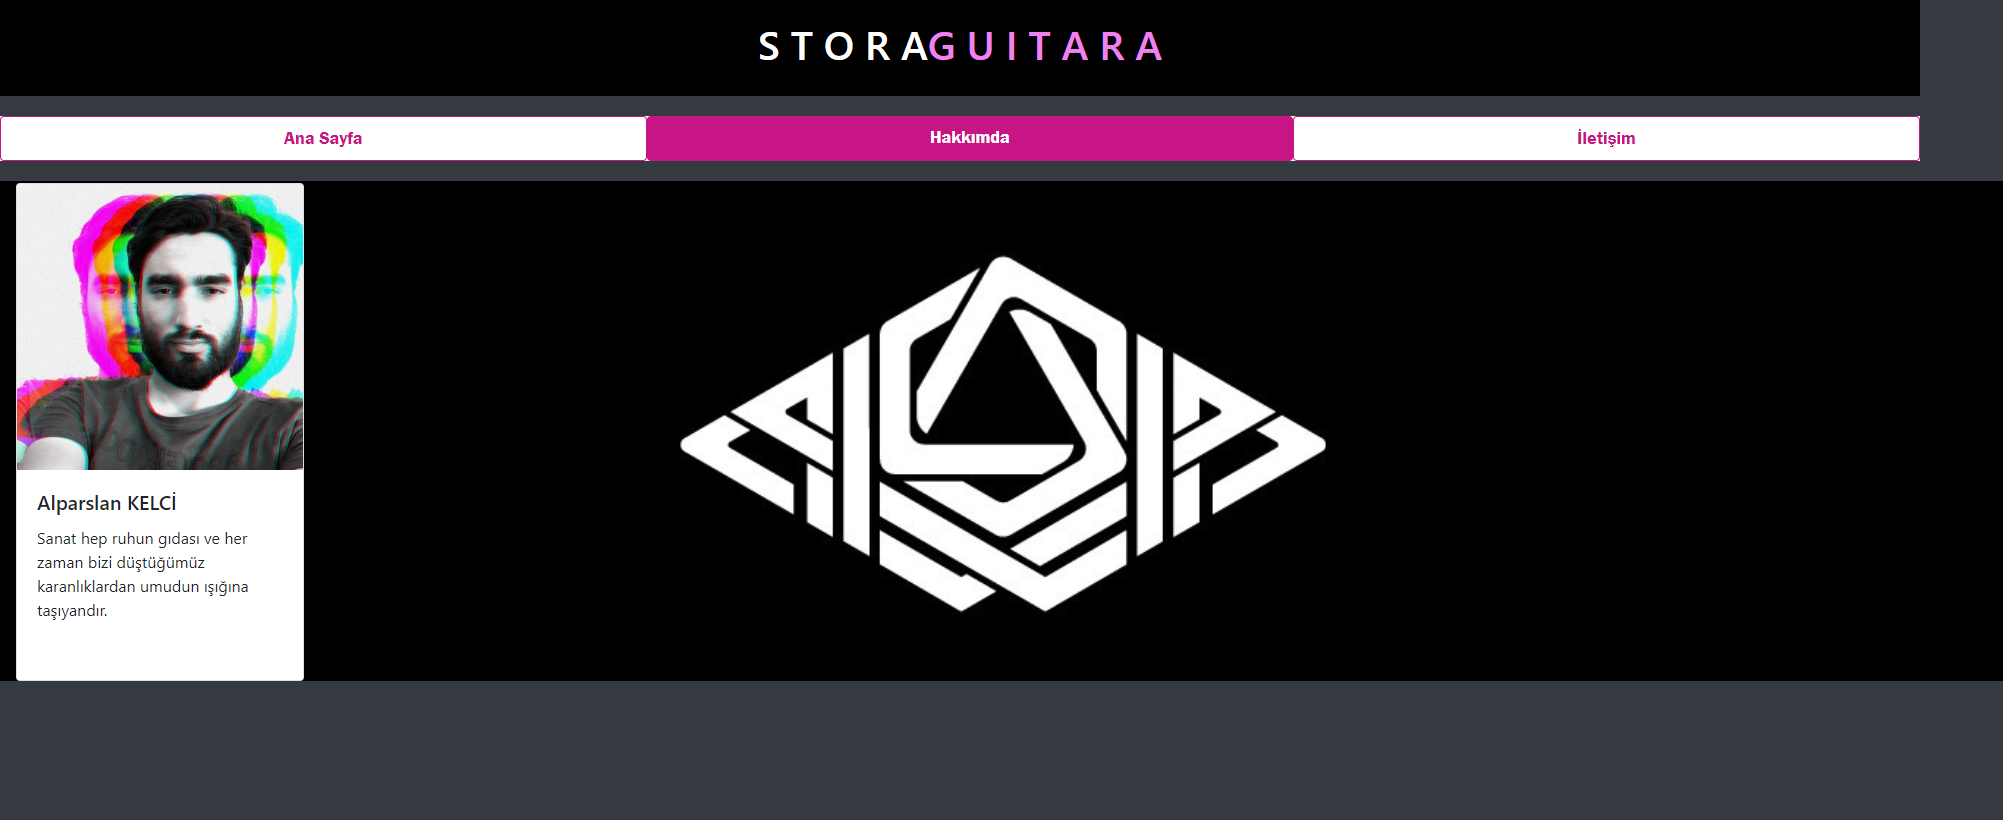 S T O R A G U I T A R A
Ana Sayfa
Hakkımda
İletişim
Alparslan KELCİ
Sanat hep ruhun gıdası ve her
zaman bizi düştüğümüz
karanlıklardan umudun ışığına
taşıyandır.